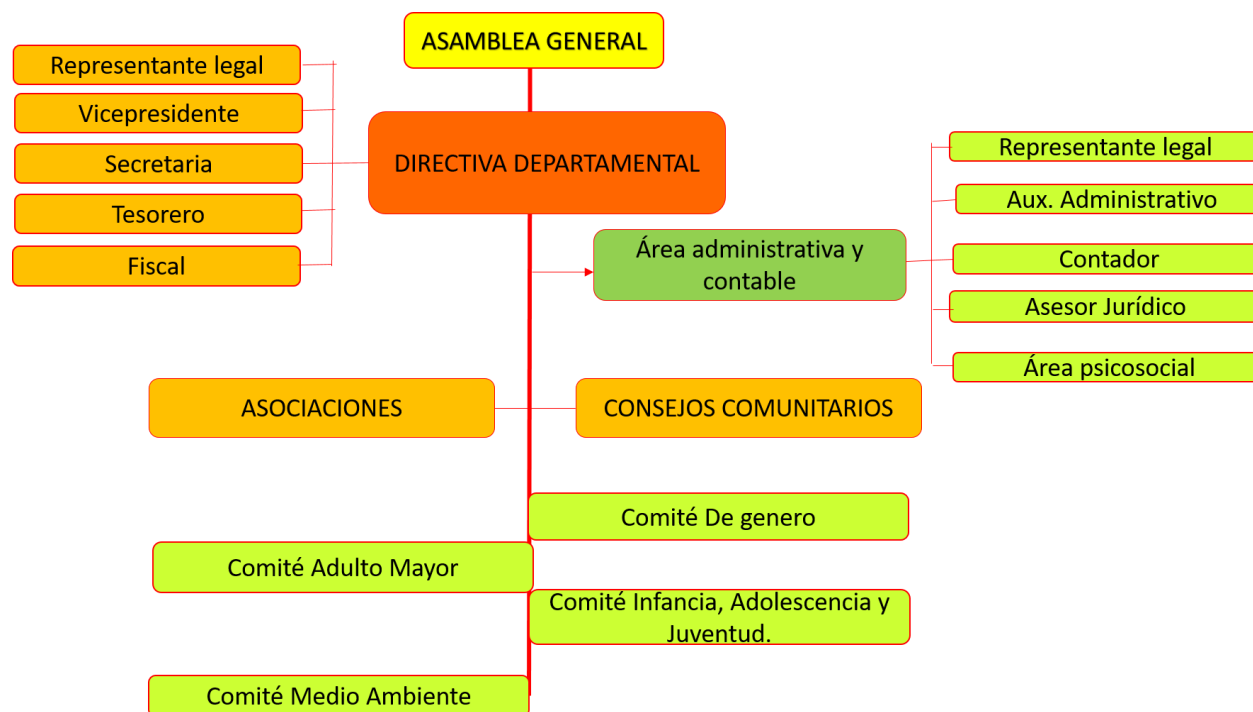 ASAMBLEA GENERAL
Representante legal
Vicepresidente
Secretaria
Tesorero
Fiscal
DIRECTIVA DEPARTAMENTAL
Representante legal
Aux. Administrativo
Contador
Asesor Jurídico
Área psicosocial
Área administrativa y
contable
ASOCIACIONES
CONSEJOS COMUNITARIOS
Comité De genero
Comité Adulto Mayor
Comité Infancia, Adolescencia y
Juventud.
Comité Medio Ambiente